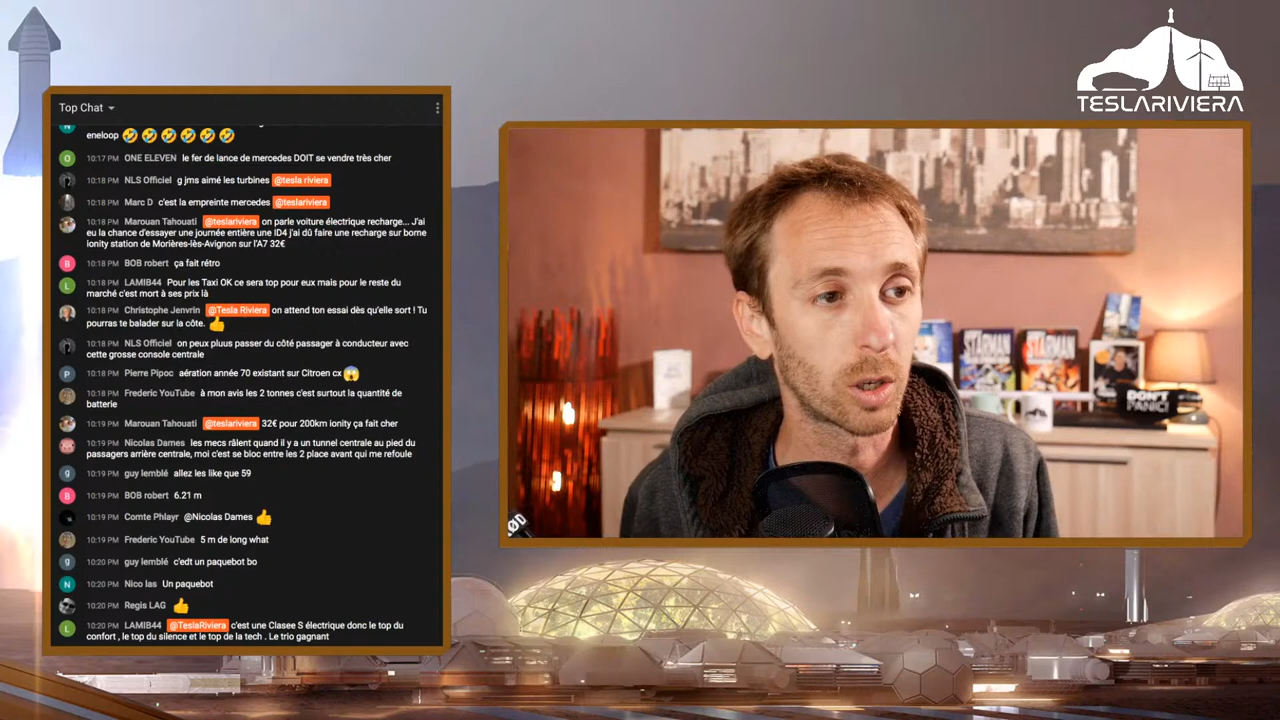 TESLARIVIERA
Top Chat
eneloop
10:17 PM ONE ELEVEN le fer de lance de mercedes DOIT se vendre très cher
10:18 PM NLS Officiel g jms aimé les turbines @tesla riviera
10:18 PM Marc D c'est la empreinte mercedes @teslariviera
10:18 PM Marouan Tahouati @teslariviera on parle voiture électrique recharge... J'ai
eu la chance d'essayer une journée entière une ID4 j'ai dû faire une recharge sur borne
ionity station de Morières-lès-Avignon sur l'A7 32€
10:18 PM BOB robert ça fait rétro
10:18 PM LAMIB44 Pour les Taxi OK ce sera top pour eux mais pour le reste du
marché c'est mort à ses prix là
10:18 PM Christophe Jenvrin @Tesla Riviera on attend ton essai dès qu'elle sort ! Tu
pourras te balader sur la côte.
10:18 PM NLS Officiel on peux pluus passer du côté passager à conducteur avec
cette grosse console centrale
10:18 PM Pierre Pipoc aération année 70 existant sur Citroen cx
10:18 PM Frederic YouTube à mon avis les 2 tonnes c'est surtout la quantité de
batterie
10:19 PM Marouan Tahouati @teslariviera 32€ pour 200km ionity ça fait cher
10:19 PM Nicolas Dames les mecs râlent quand il y a un tunnel centrale au pied du
passagers arrière centrale, moi c'est se bloc entre les 2 place avant qui me refoule
10:19 PM guy lemblé allez les like que 59
10:19 PM BOB robert 6.21 m
10:19 PM Comte Phlayr @Nicolas Dames
10:19 PM Frederic YouTube 5 m de long what
10:20 PM guy lemblé c'edt un paquebot bo
10:20 PM Nico las Un paquebot
10:20 PM Regis LAG
10:20 PM LAMIB44 @TeslaRiviera c'est une Clasee S électrique donc le top du
confort , le top du silence et le top de la tech . Le trio gagnant
STARMAN
STARMAN
DON'T
PANIC!